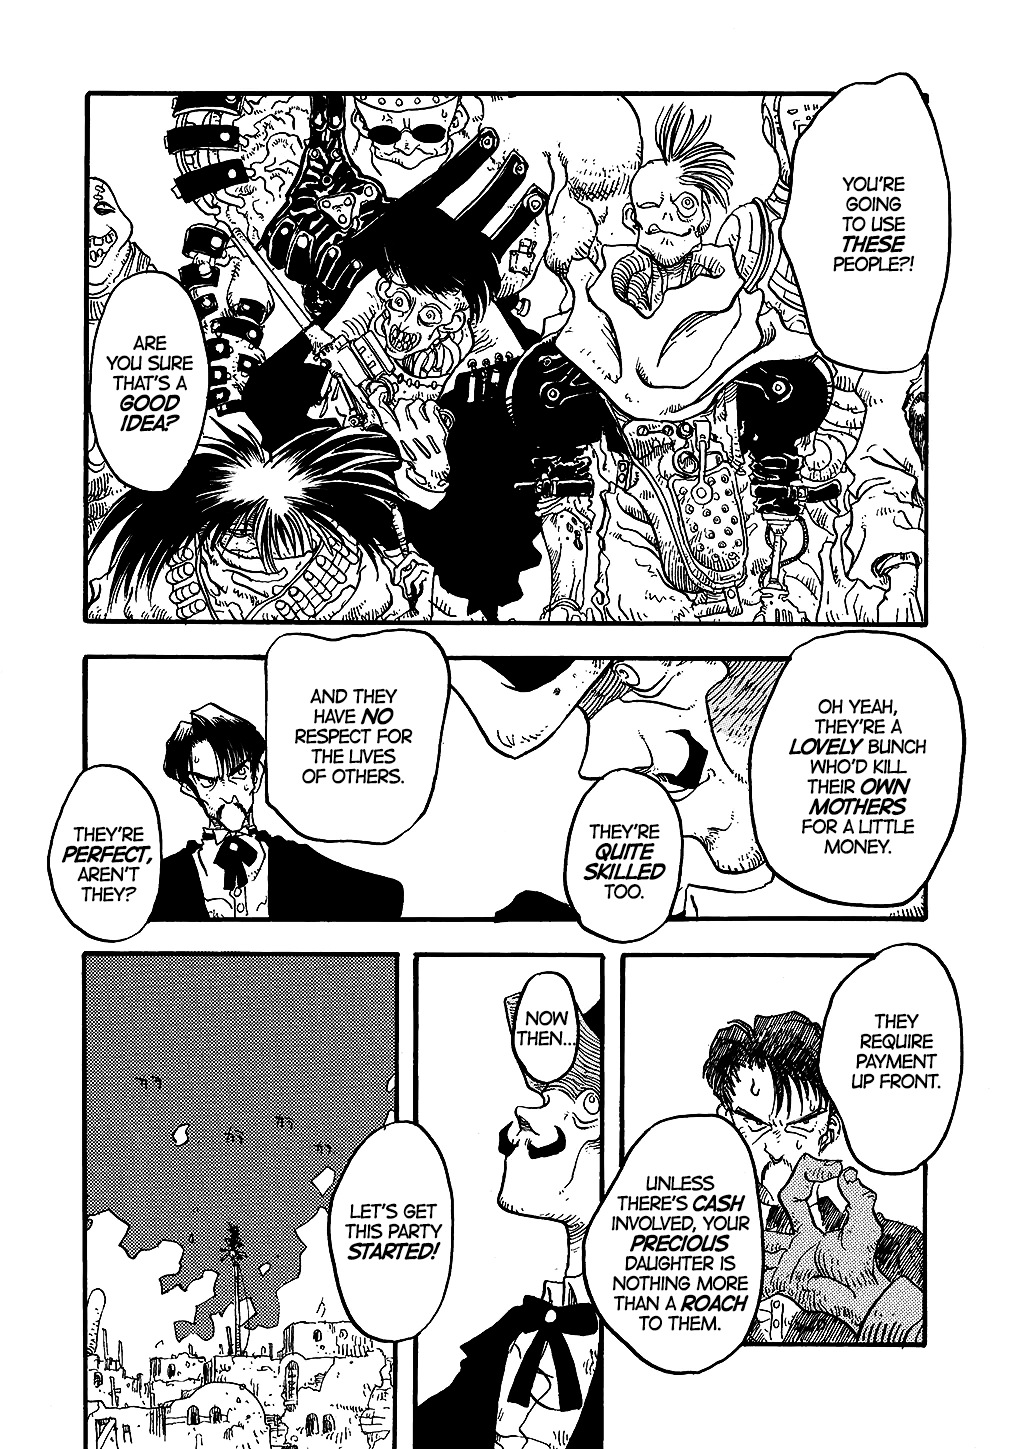 YOU'RE
GOING
TO USE
THESE
PEOPLE?!
ARE
YOU SURE
THAT'S A
GOOD
IDEA?
OH YEAH,
THEY'RE A
LOVELY BUNCH
WHO'D KILL
THEIR OWN
MOTHERS
FOR A LITTLE
MONEY.
THEY'RE
QUITE
SKILLED
TOO.
AND THEY
HAVE NO
RESPECT FOR
THE LIVES
OF OTHERS.
THEY'RE
PERFECT,
AREN'T
THEY?
THEY
REQUIRE
PAYMENT
UP FRONT.
UNLESS
THERE'S CASH
INVOLVED, YOUR
PRECIOUS
DAUGHTER IS
NOTHING MORE
THAN A ROACH
TO THEM.
NOW
THEN...
LET'S GET
THIS PARTY
STARTED!